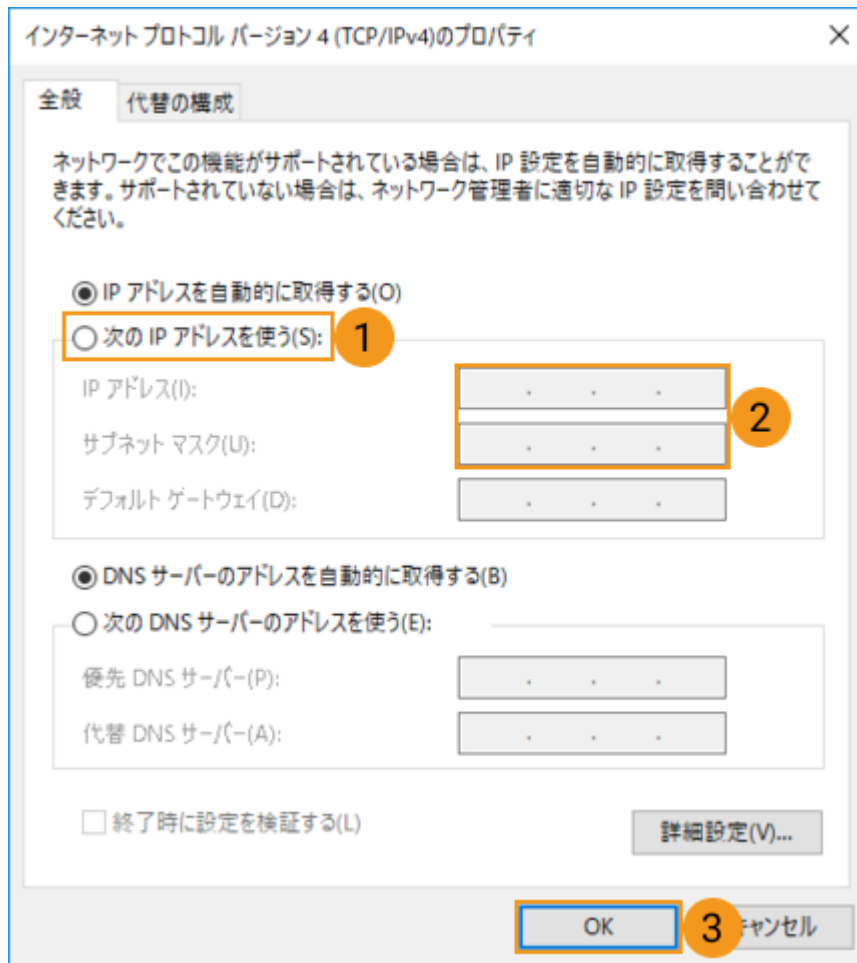 インターネット プロトコル バージョン 4 (TCP/IPv4)のプロパティ
全般
代替の構成
ネットワークでこの機能がサポートされている場合は、IP 設定を自動的に取得することがで
きます。サポートされていない場合は、ネットワーク管理者に適切な IP 設定を問い合わせて
ください。
IP アドレスを自動的に取得する(O)
次の IP アドレスを使う(S):
1
IP アドレス(I):
サブネット マスク(U):
2
デフォルト ゲートウェイ(D):
DNS サーバーのアドレスを自動的に取得する(B)
次の DNS サーバーのアドレスを使う(E):
優先 DNS サーバー(P):
代替 DNS サーバー(A):
終了時に設定を検証する(L)
詳細設定(V)...
OK
3
ャンセル